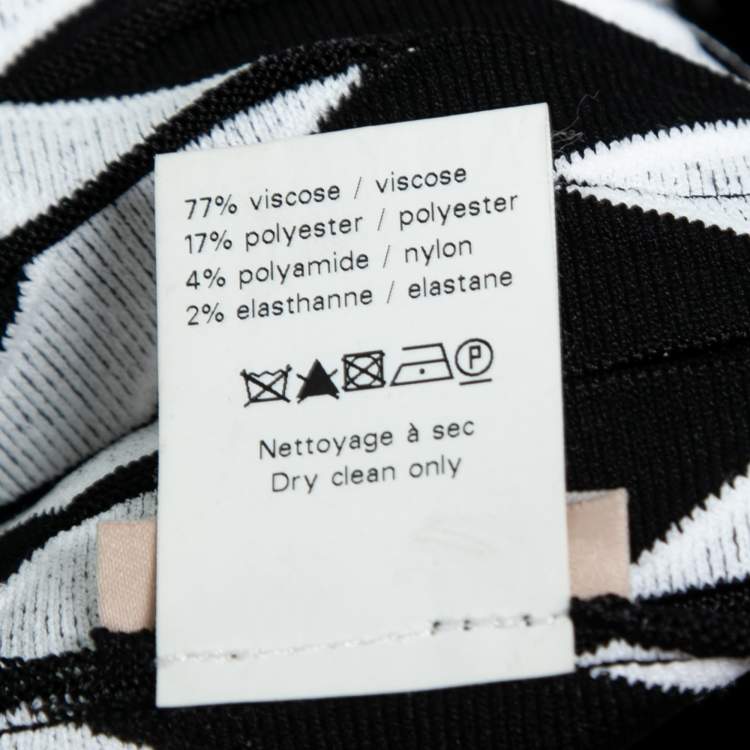 77% viscose / viscose
17% polyester / polyester
4% polyamide / nylon
2% elasthanne / elastane
P
Nettoyage à sec
Dry clean only